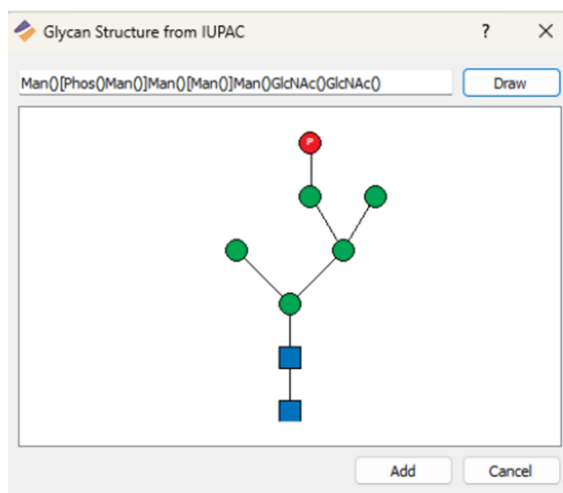 Glycan Structure from IUPAC ?
Man()[Phos()Man()]Man()[Man()]Man()GlcNAc()GlcNAc() Draw
P
Add Cancel